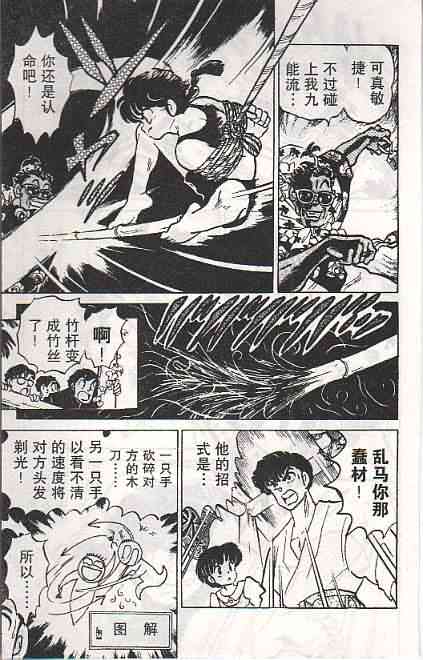 可真敏
捷！
不过碰
上我九
能流…
你还是认
命吧！
啊！
竹杆变
成竹丝
了！
乱马你那
蠢材！
他的招
式是…
一只手
砍碎对
方的木
刀……
另一只手
以看不清
的速度将
对方头发
剃光！
所以……
图解